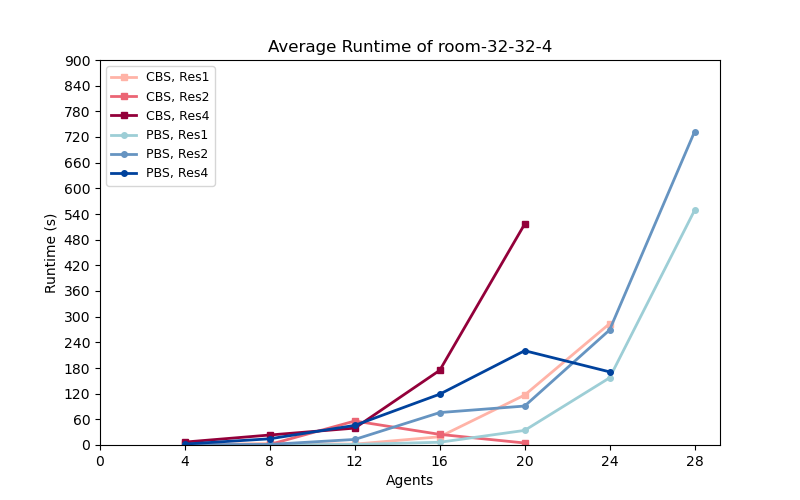 Average Runtime of room-32-32-4
900
840
780
720
660
600
540
480
420
360
300
240
180
120
60
0
Runtime (s)
CBS, Res1
CBS, Res2
CBS, Res4
PBS, Res1
PBS, Res2
PBS, Res4
0 4 8 12 16 20 24 28
Agents